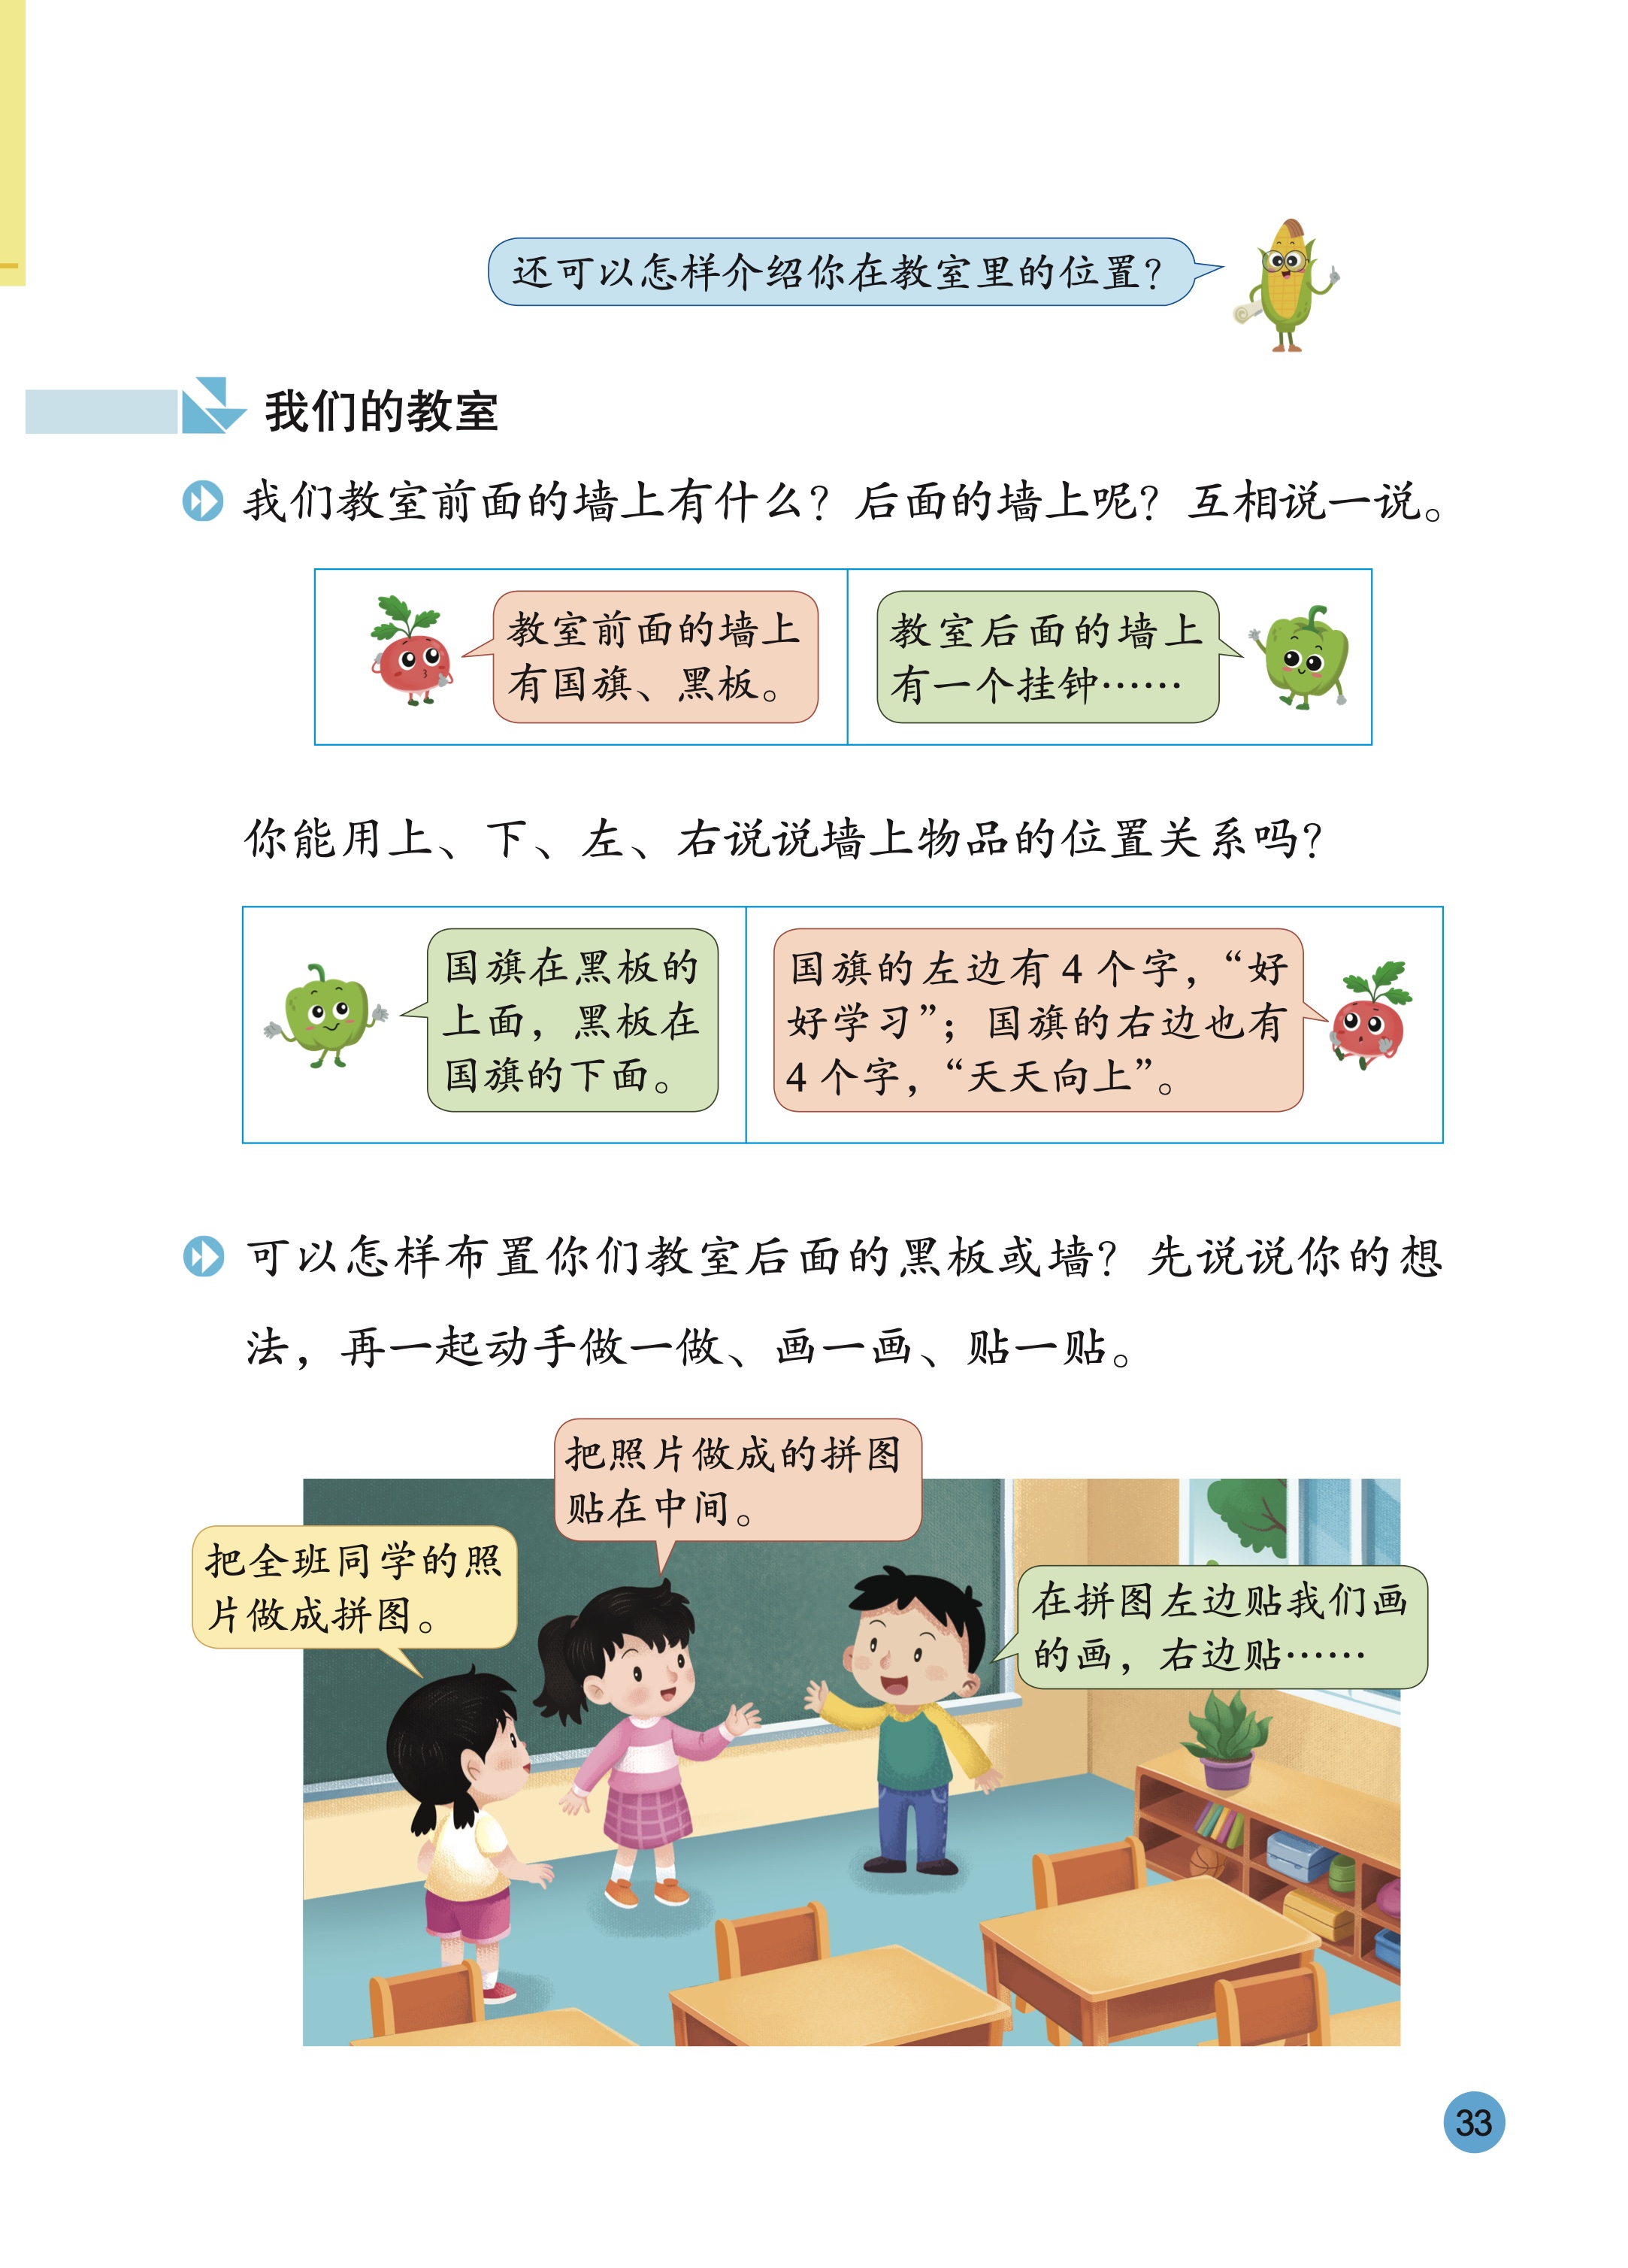 还可以怎样介绍你在教室里的位置？
我们的教室
我们教室前面的墙上有什么？后面的墙上呢？互相说一说。
教室前面的墙上
有国旗、黑板。
教室后面的墙上
有一个挂钟……
你能用上、下、左、右说说墙上物品的位置关系吗？
国旗在黑板的
上面，黑板在
国旗的下面。
国旗的左边有 4 个字，“好
好学习”；国旗的右边也有
4 个字，“天天向上”。
可以怎样布置你们教室后面的黑板或墙？先说说你的想
法，再一起动手做一做、画一画、贴一贴。
把照片做成的拼图
贴在中间。
把全班同学的照
片做成拼图。
在拼图左边贴我们画
的画，右边贴……
33